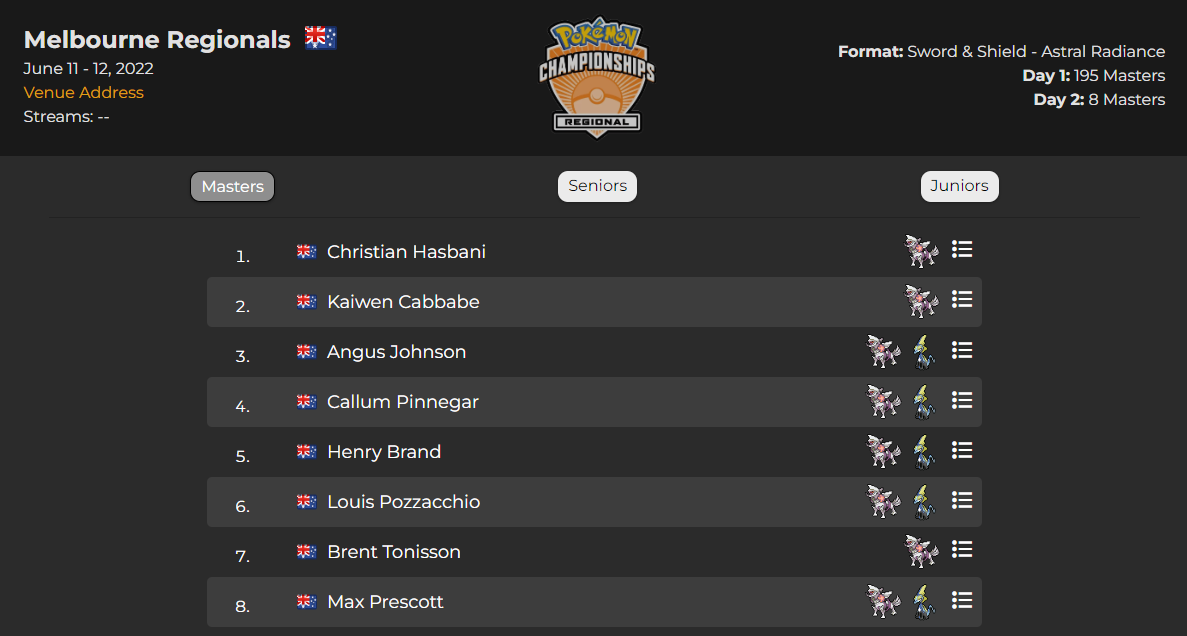 Melbourne Regionals
June 11 - 12, 2022
Venue Address
Streams: --
Pokémon
CHAMPIONSHIPS
REGIONAL
Format: Sword & Shield - Astral Radiance
Day 1: 195 Masters
Day 2: 8 Masters
Masters Seniors Juniors
1. Christian Hasbani
2. Kaiwen Cabbabe
3. Angus Johnson
4. Callum Pinnegar
5. Henry Brand
6. Louis Pozzacchio
7. Brent Tonisson
8. Max Prescott